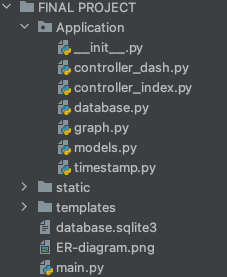 FINAL PROJECT
Application
__init__.py
controller_dash.py
controller_index.py
database.py
graph.py
models.py
timestamp.py
static
templates
database.sqlite3
ER-diagram.png
main.py